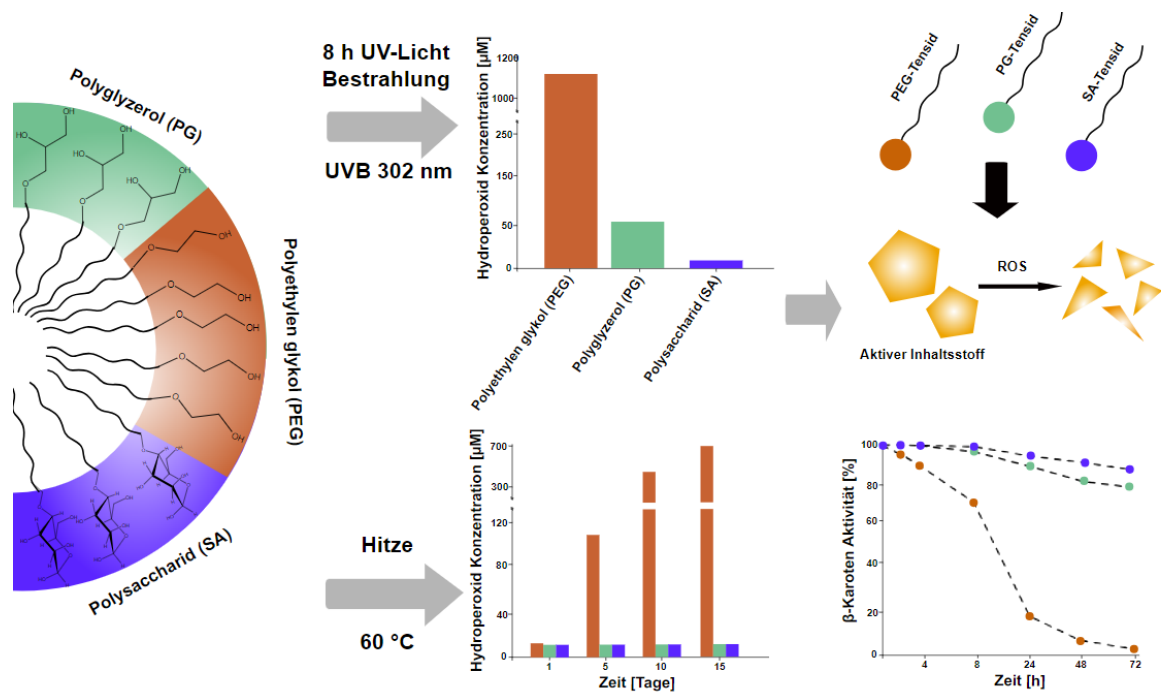 Polyglyzerol (PG)
Polyethylen glykol (PEG)
Polysaccharid (SA)
8 h UV-Licht
Bestrahlung
UVB 302 nm
Hydroperoxid Konzentration [µM]
1200
1000
250
150
50
0
Polyethylen glykol (PEG)
Polyglyzerol (PG)
Polysaccharid (SA)
PEG-Tensid
PG-Tensid
SA-Tensid
ROS
Aktiver Inhaltsstoff
Hitze
60 °C
Hydroperoxid Konzentration [µM]
700
300
120
80
40
0
1 5 10 15
Zeit [Tage]
β-Karoten Aktivität [%]
100
80
60
40
20
0
4 8 24 48 72
Zeit [h]